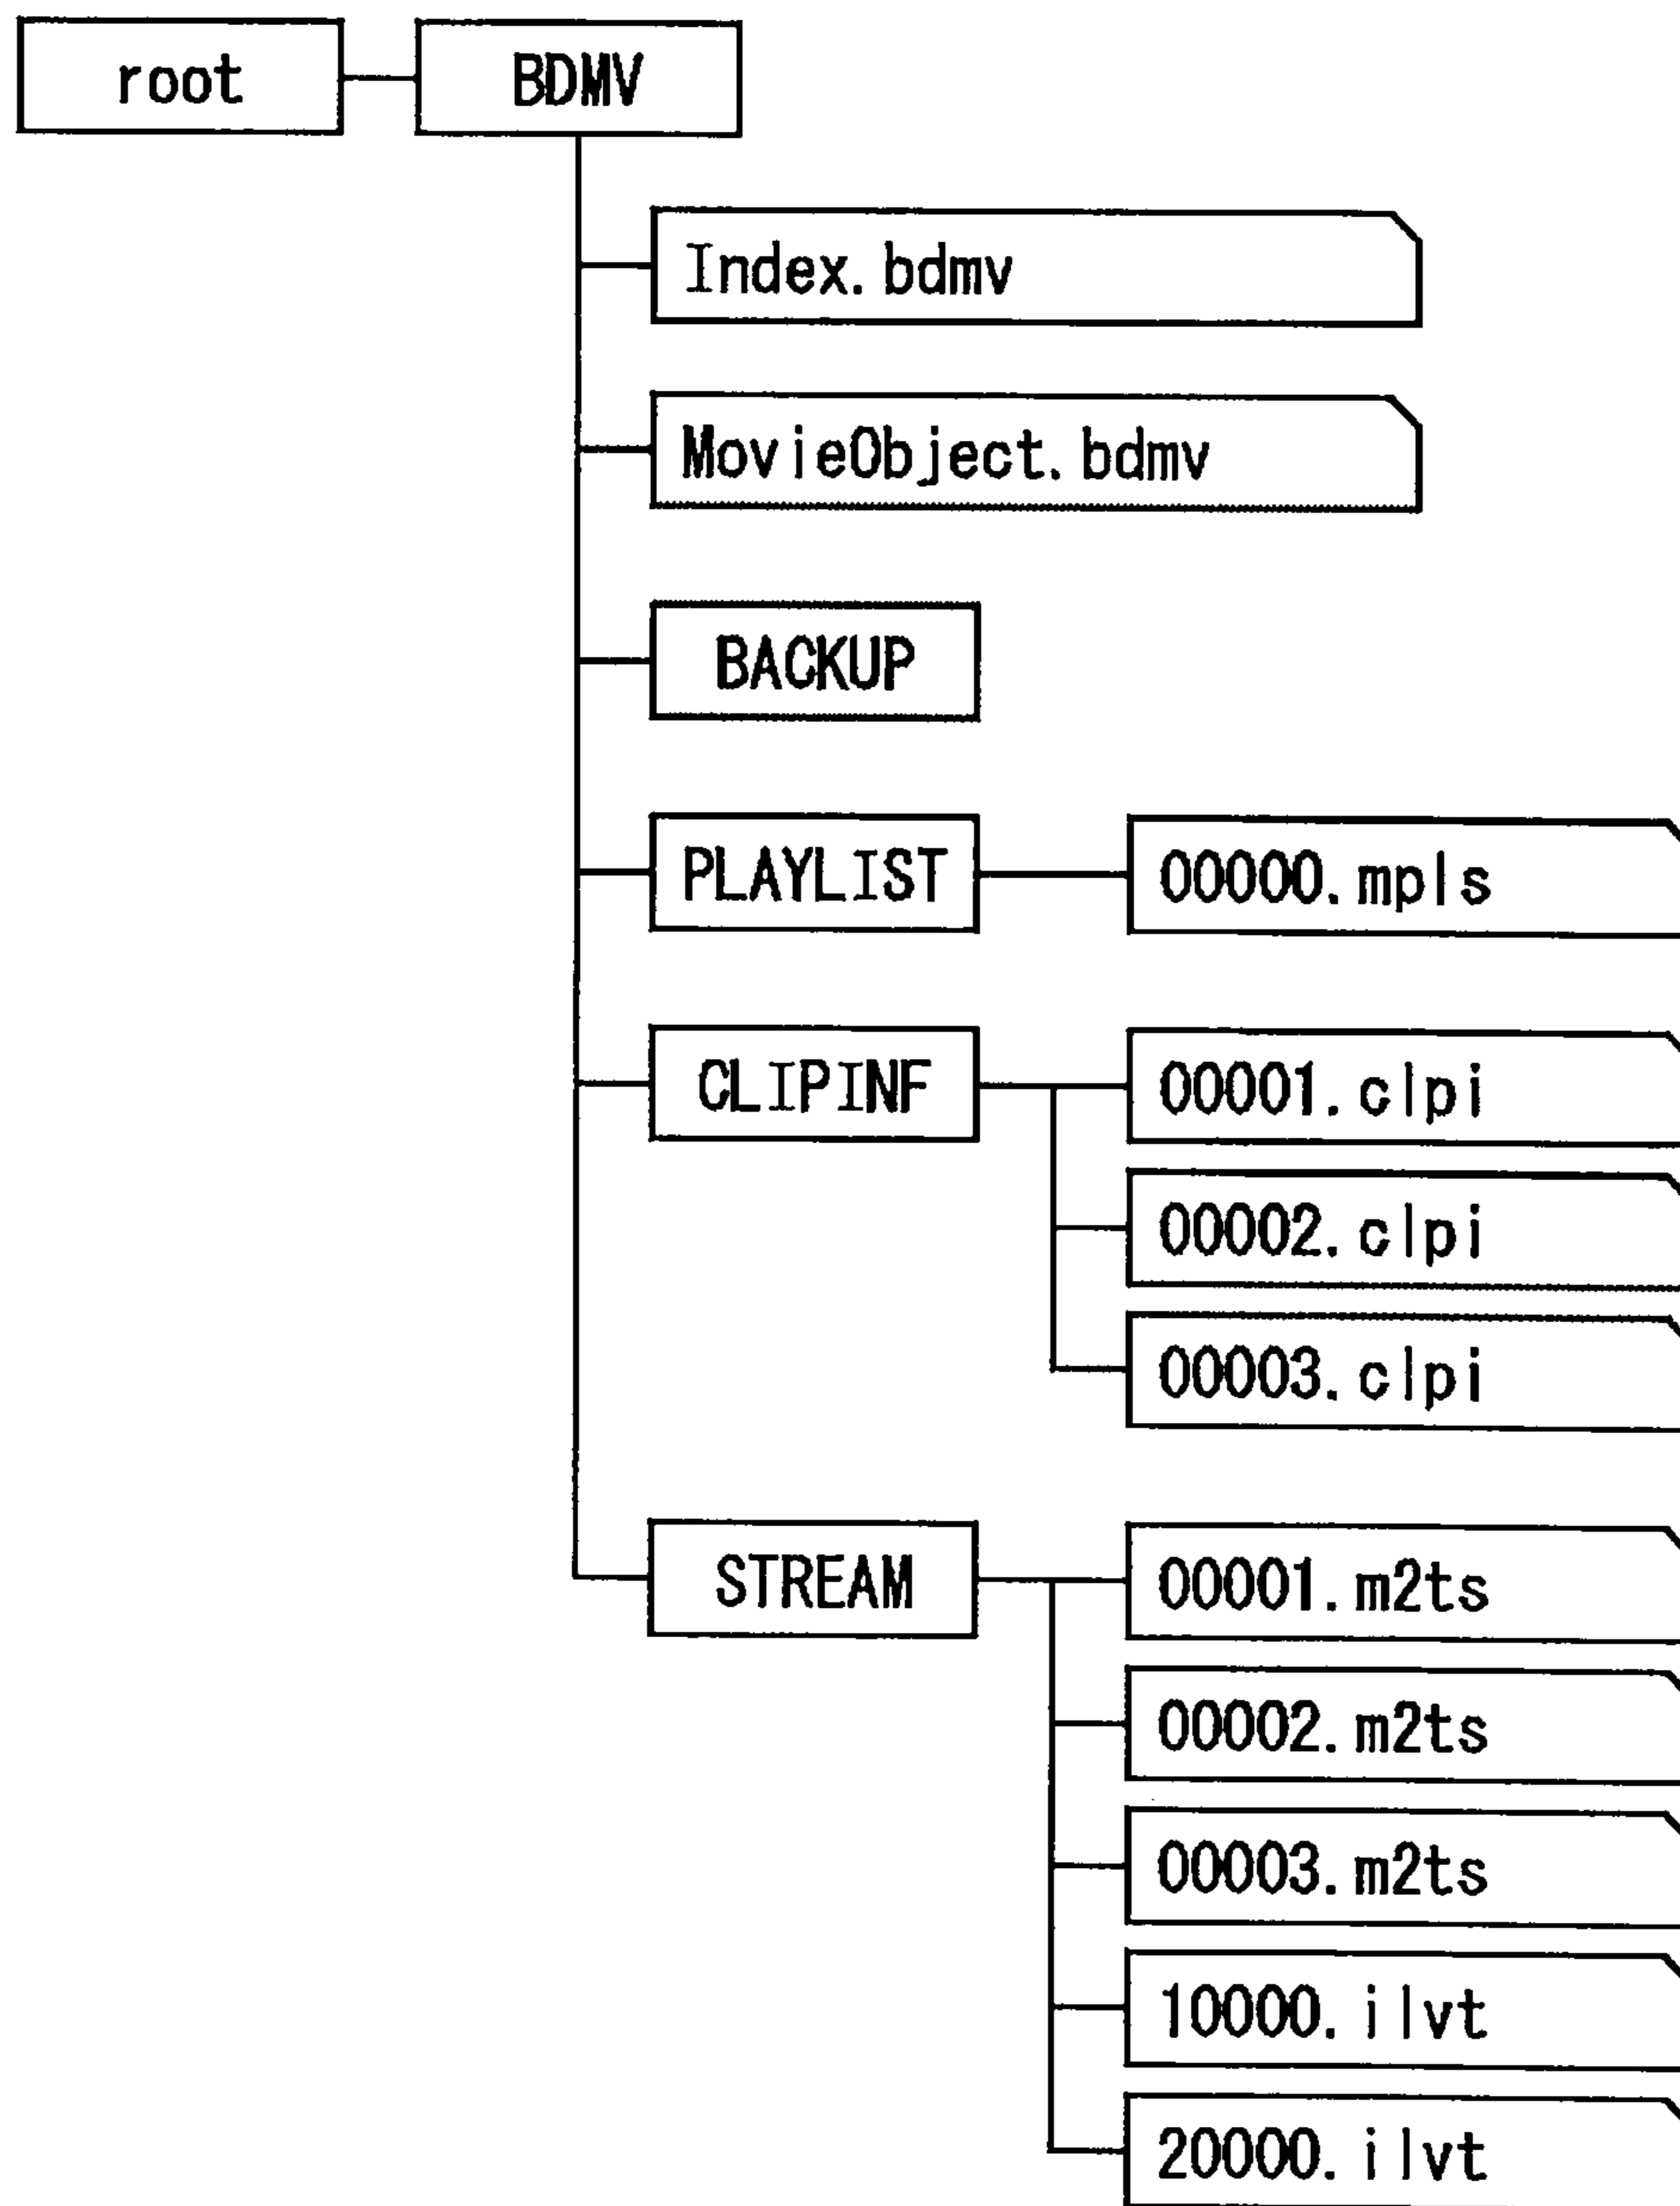 root BDMV
Index.bdmv
MovieObject.bdmv
BACKUP
PLAYLIST 00000.mpls
CLIPINF 00001.clpi
00002.clpi
00003.clpi
STREAM 00001.m2ts
00002.m2ts
00003.m2ts
10000.ilvt
20000.ilvt